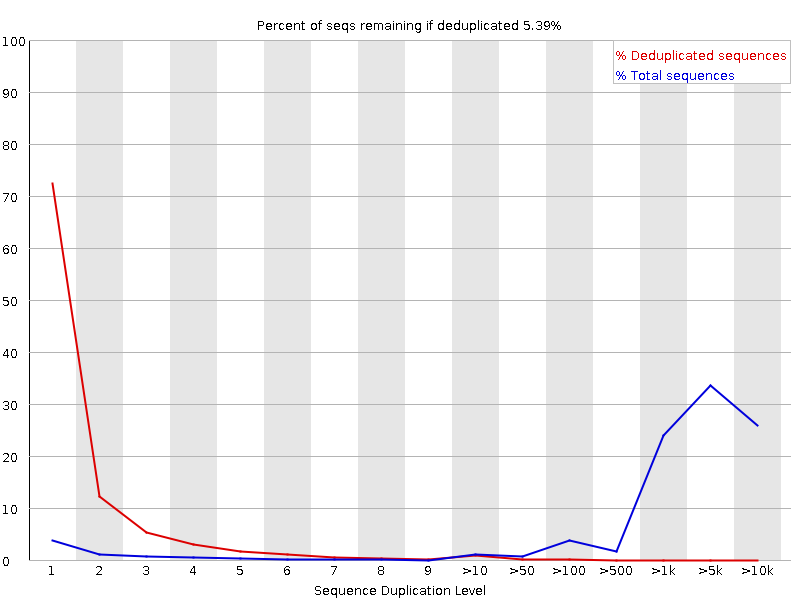 Percent of seqs remaining if deduplicated 5.39%
% Deduplicated sequences
% Total sequences
100
90
80
70
60
50
40
30
20
10
0
1 2 3 4 5 6 7 8 9 >10 >50 >100 >500 >1k >5k >10k
Sequence Duplication Level